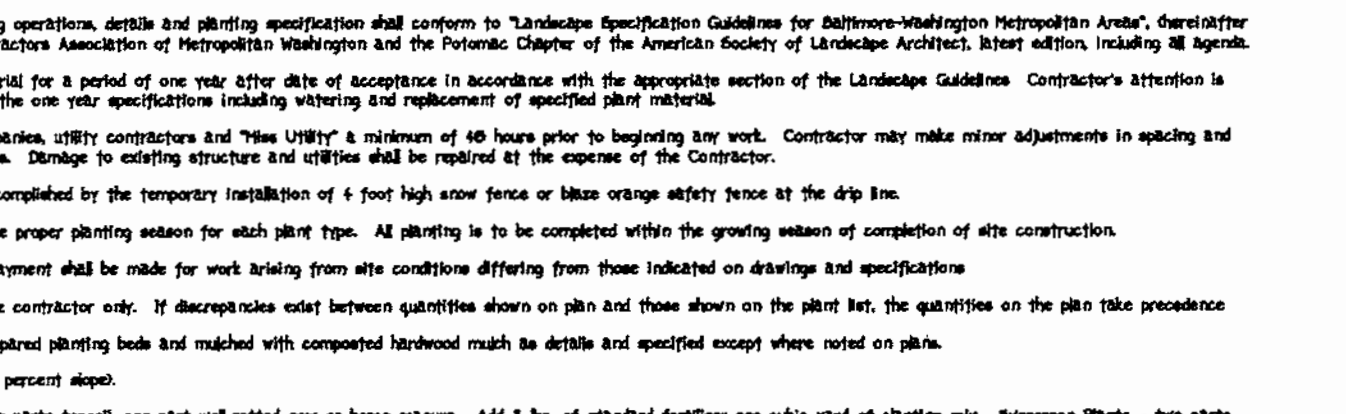 g operations, details and planting specification shall conform to "Landscape Specification Guidelines for Baltimore-Washington Metropolitan Areas", thereinafter
actors Association of Metropolitan Washington and the Potomac Chapter of the American Society of Landscape Architect, latest edition, including all agenda.
rial for a period of one year after date of acceptance in accordance with the appropriate section of the Landscape Guidelines Contractor's attention is
the one year specifications including watering and replacement of specified plant material.
panies, utility contractors and "Miss Utility" a minimum of 48 hours prior to beginning any work. Contractor may make minor adjustments in spacing and
s. Damage to existing structure and utilities shall be repaired at the expense of the Contractor.
complished by the temporary installation of 4 foot high snow fence or blaze orange safety fence at the drip line.
e proper planting season for each plant type. All planting is to be completed within the growing season of completion of site construction.
ayment shall be made for work arising from site conditions differing from those indicated on drawings and specifications
e contractor only. If discrepancies exist between quantities shown on plan and those shown on the plant list, the quantities on the plan take precedence
pared planting beds and mulched with composted hardwood mulch as details and specified except where noted on plans.
percent slope).